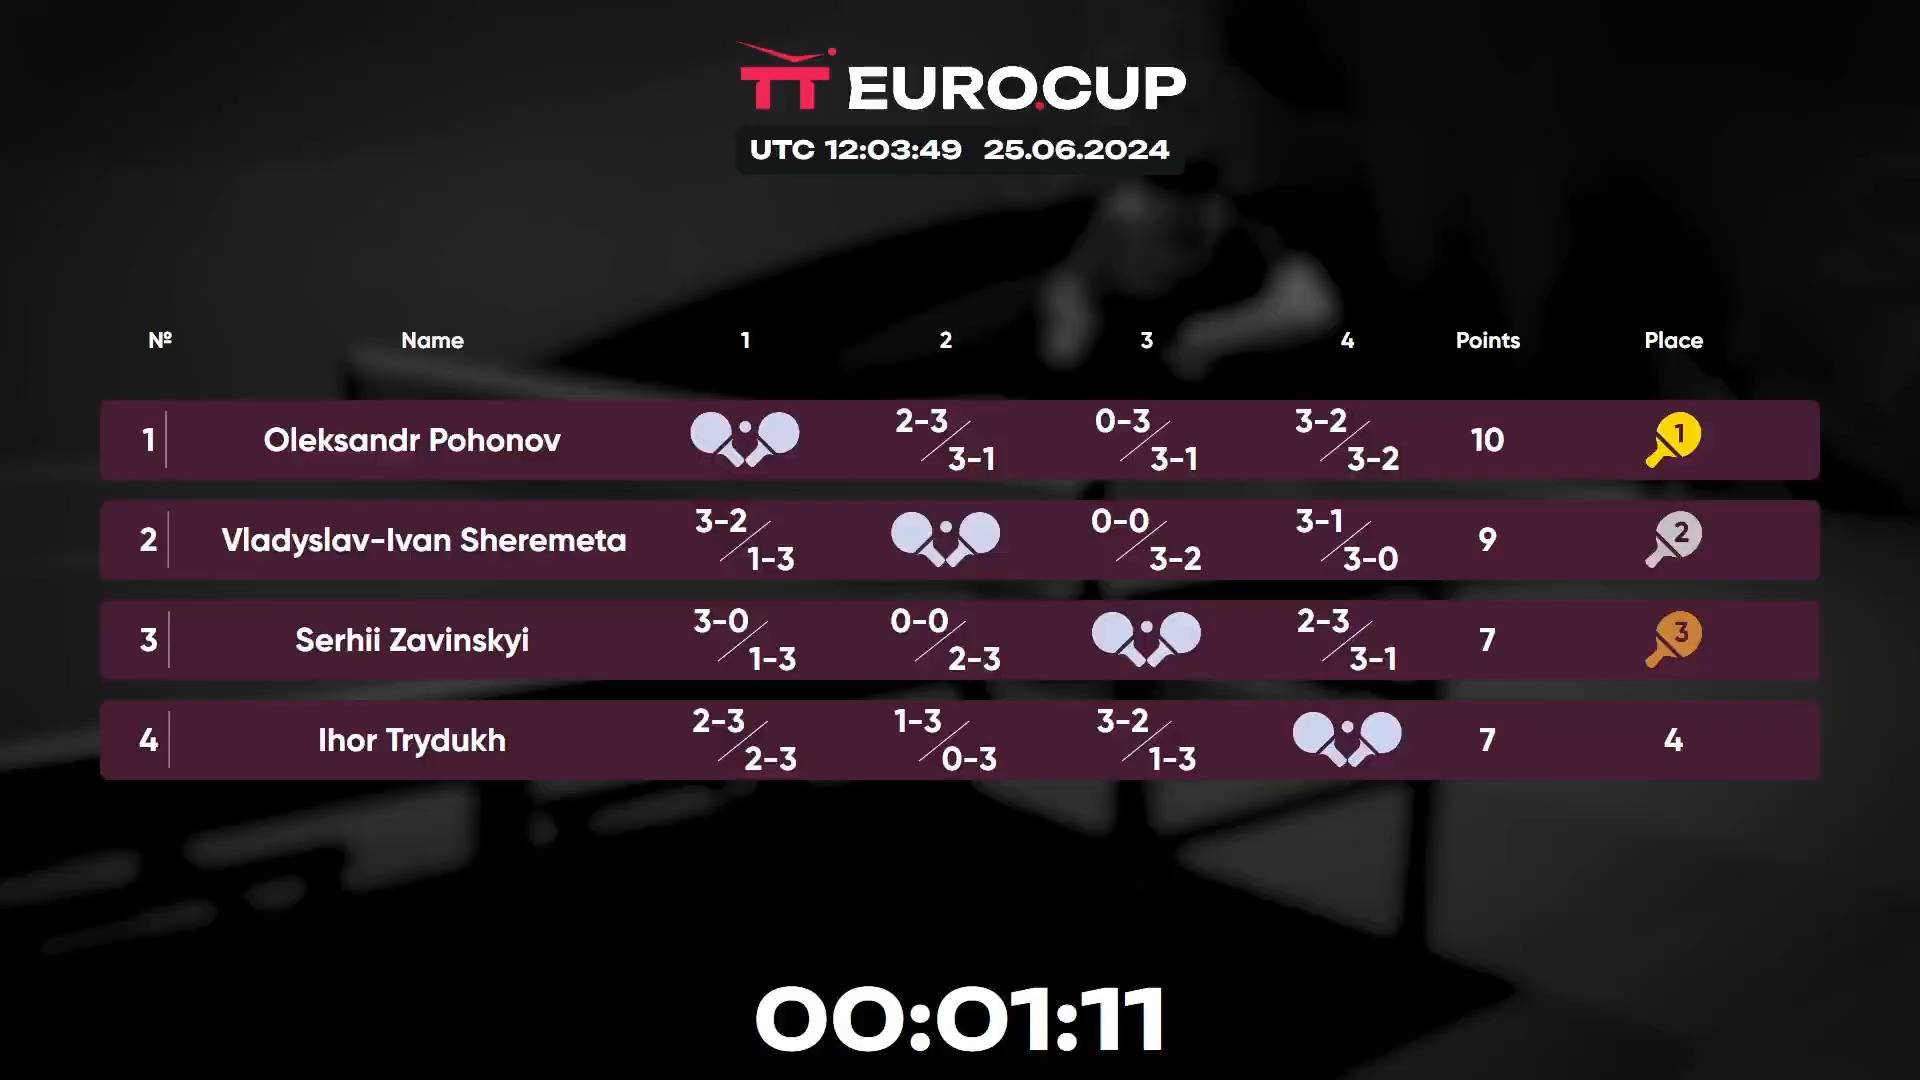 TT EURO.CUP
UTC 12:03:49 25.06.2024
Nº Name 1 2 3 4 Points Place
1 Oleksandr Pohonov 2-3 3-1 0-3 3-1 3-2 3-2 10 1
2 Vladyslav-Ivan Sheremeta 3-2 1-3 0-0 3-2 3-1 3-0 9 2
3 Serhii Zavinskyi 3-0 1-3 0-0 2-3 2-3 3-1 7 3
4 Ihor Trydukh 2-3 2-3 1-3 0-3 3-2 1-3 7 4
00:01:11